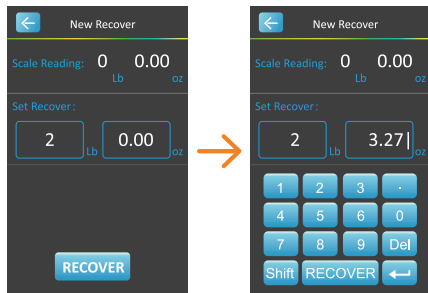 New Recover
Scale Reading: 0 Lb 0.00 oz
Set Recover:
2 Lb 0.00 oz
RECOVER
New Recover
Scale Reading: 0 Lb 0.00 oz
Set Recover:
2 Lb 3.27 oz
1 2 3 .
4 5 6 0
7 8 9 Del
Shift RECOVER